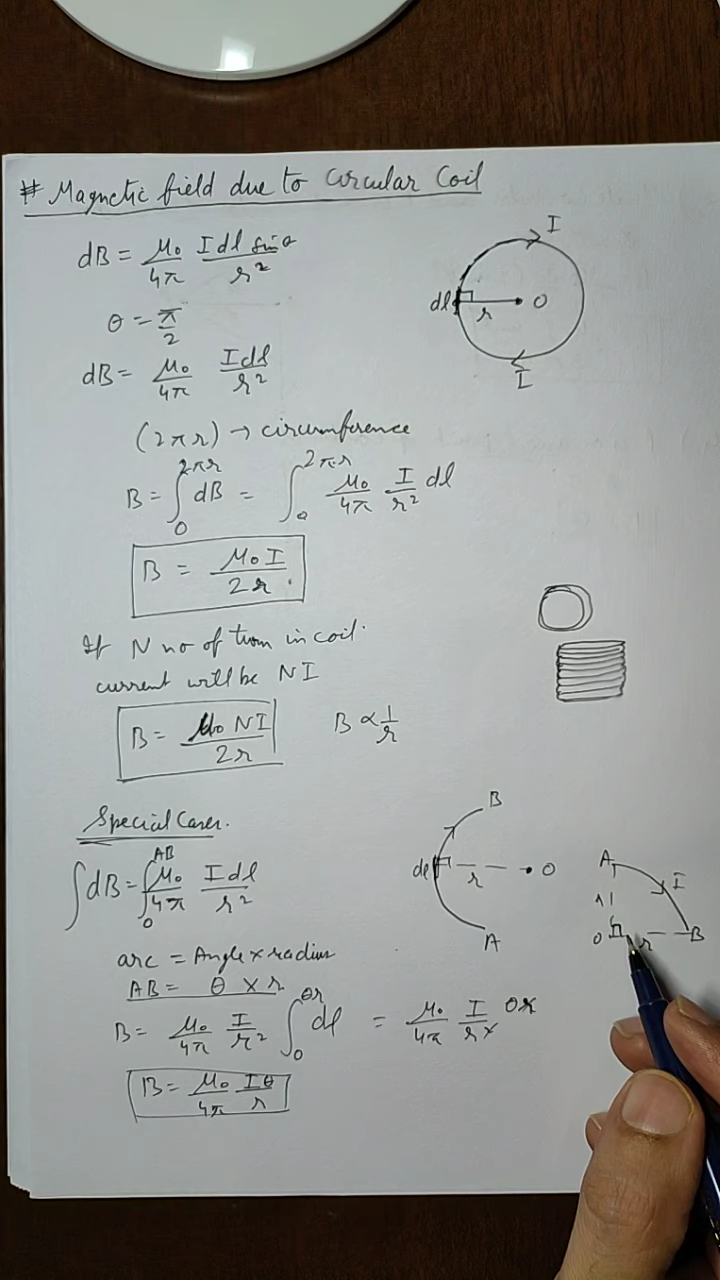 # Magnetic field due to Circular Coil
dB = μ₀/4π Idl sinθ/r²
θ = π/2
dB = μ₀/4π Idl/r²
I
dl
r
O
I
(2πr) → circumference
B = ∫₀^2πr dB = ∫₀^2πr μ₀/4π I/r² dl
B = μ₀I/2r.
If N no of turn in coil.
current will be NI
B = μ₀NI/2r
B ∝ 1/r
Special Cases.
∫dB = ∫₀^AB μ₀/4π Idl/r²
B
dl
r
O
A
A
I
r
O
r
B
arc = Angle × radius
AB = θ × r
B = μ₀/4π I/r² ∫₀^θr dl = μ₀/4π I/r² θr
B = μ₀/4π Iθ/r